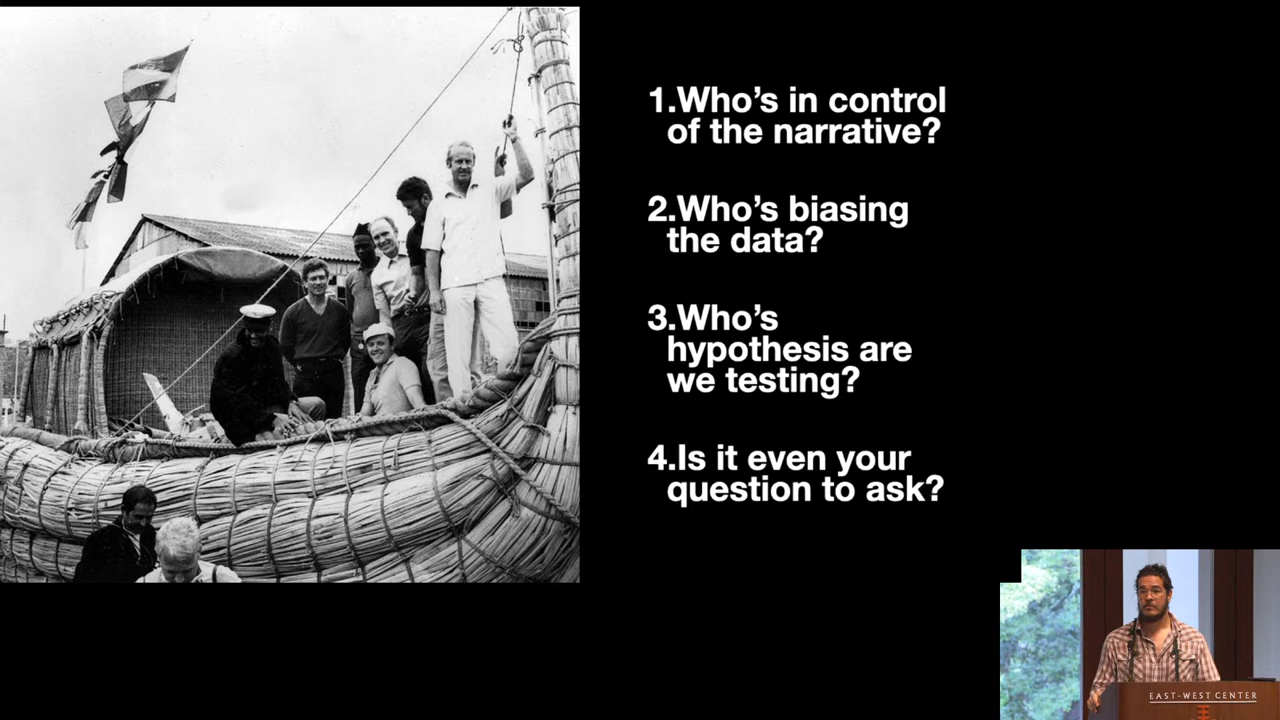 1.Who's in control
of the narrative?
2.Who's biasing
the data?
3.Who's
hypothesis are
we testing?
4.Is it even your
question to ask?
EAST-WEST CENTER